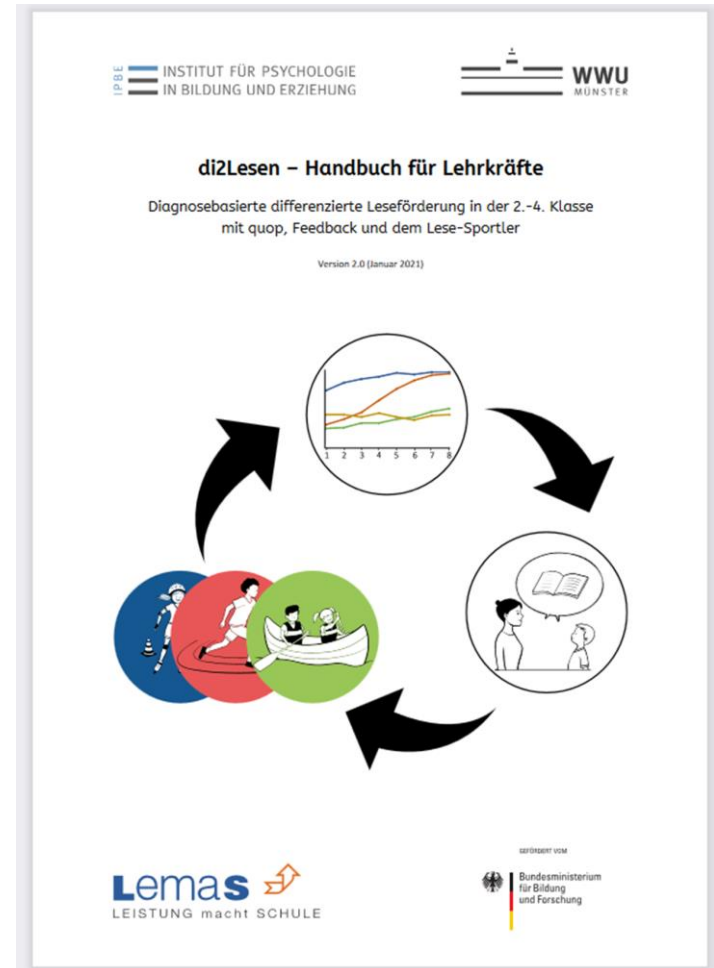 IPBE
INSTITUT FÜR PSYCHOLOGIE
IN BILDUNG UND ERZIEHUNG
WWU
MÜNSTER
di2Lesen – Handbuch für Lehrkräfte
Diagnosebasierte differenzierte Leseförderung in der 2.-4. Klasse
mit quop, Feedback und dem Lese-Sportler
Version 2.0 (Januar 2021)
1 2 3 4 5 6 7 8
GEFÖRDERT VOM
Lemas
LEISTUNG macht SCHULE
Bundesministerium
für Bildung
und Forschung